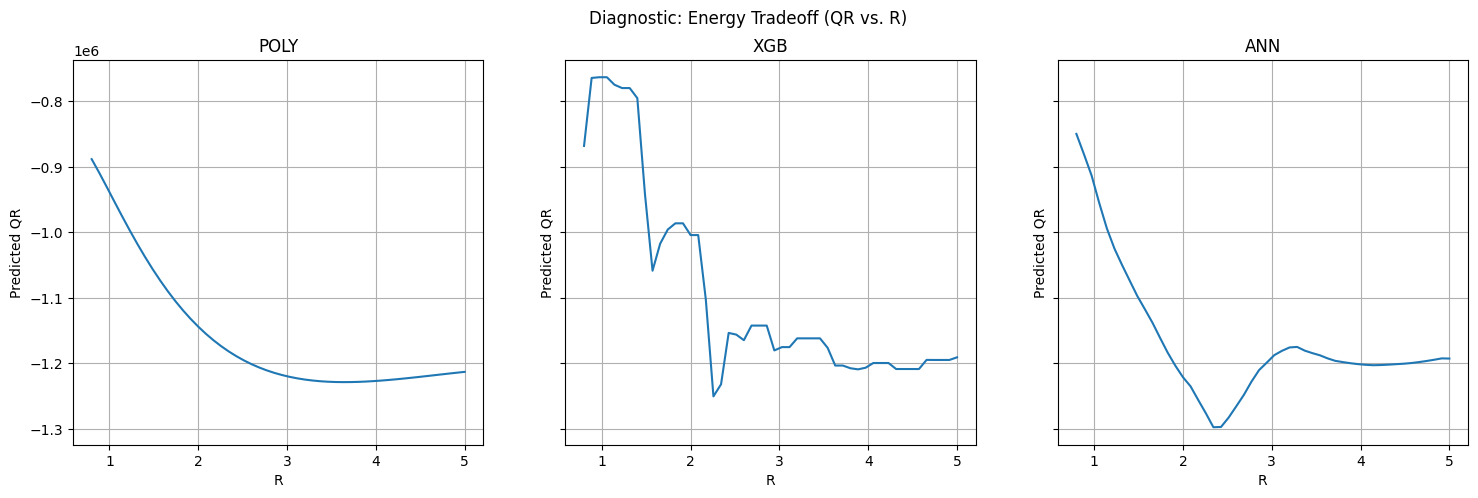 Diagnostic: Energy Tradeoff (QR vs. R)
POLY
1e6
−0.8
−0.9
−1.0
−1.1
−1.2
−1.3
Predicted QR
1
2
3
4
5
R
XGB
Predicted QR
1
2
3
4
5
R
ANN
Predicted QR
1
2
3
4
5
R